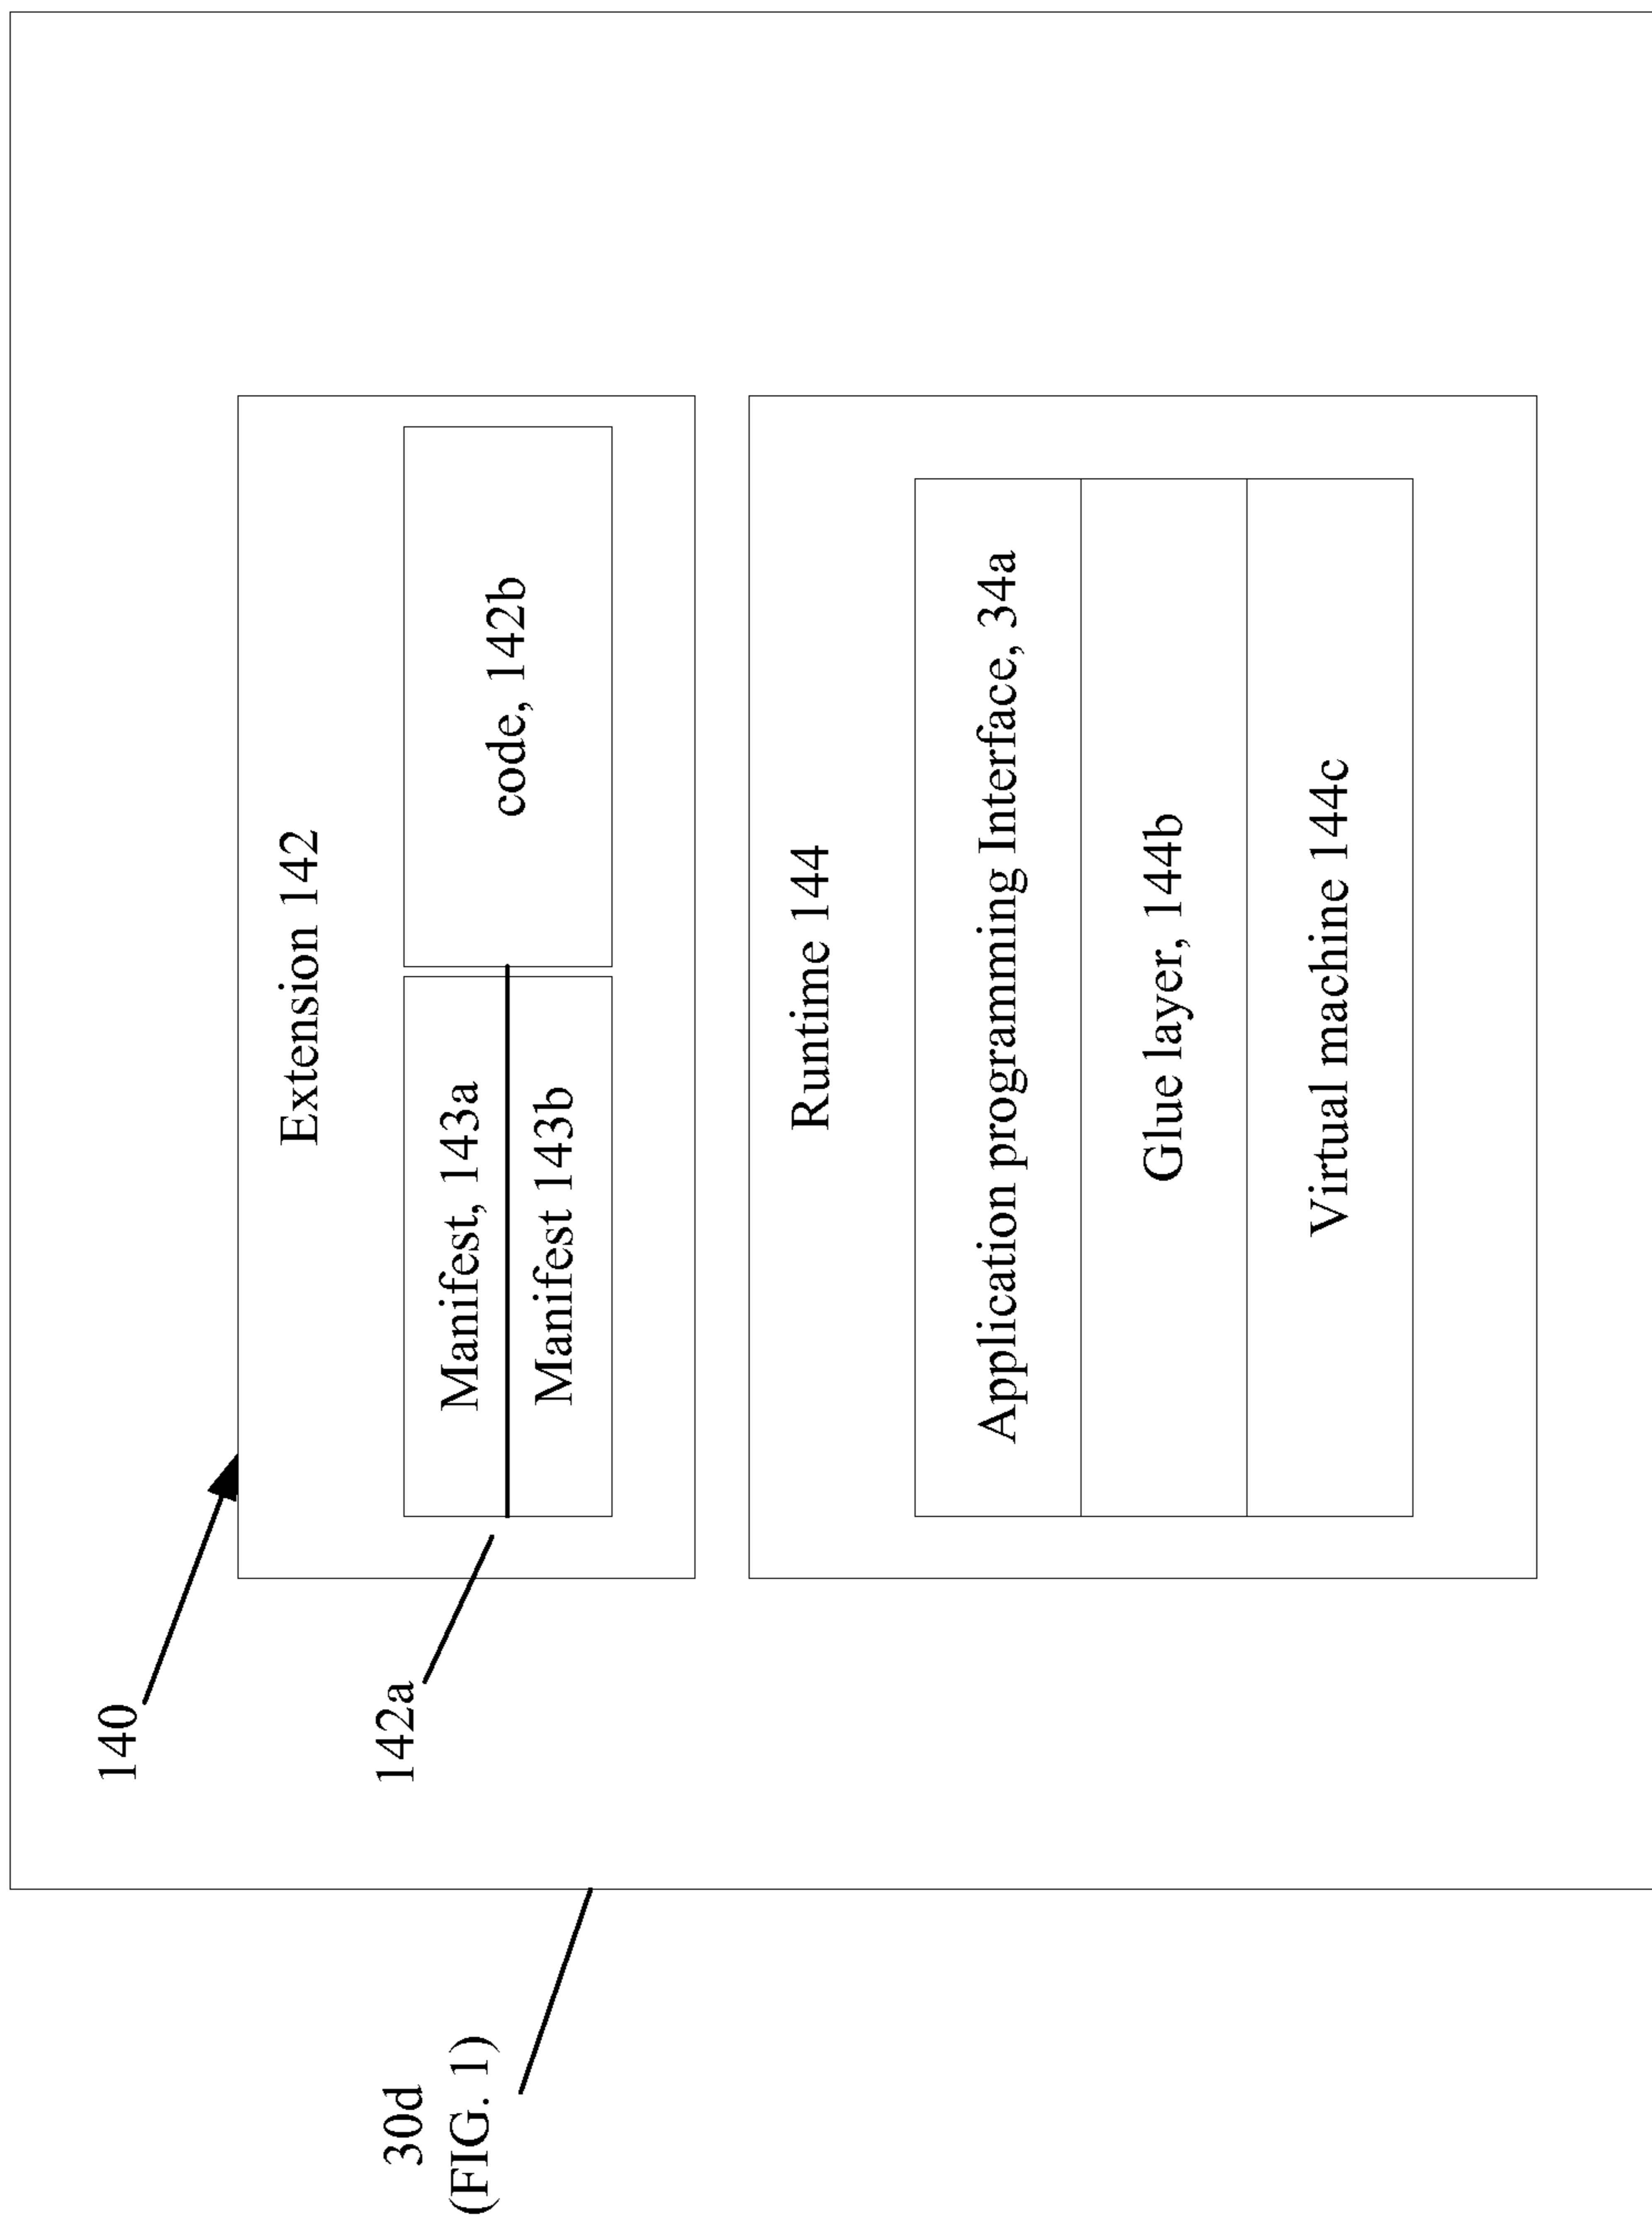 140
Extension 142
142a
Manifest, 143a
Manifest 143b
code, 142b
30d
(FIG. 1)
Runtime 144
Application programming Interface, 34a
Glue layer, 144b
Virtual machine 144c